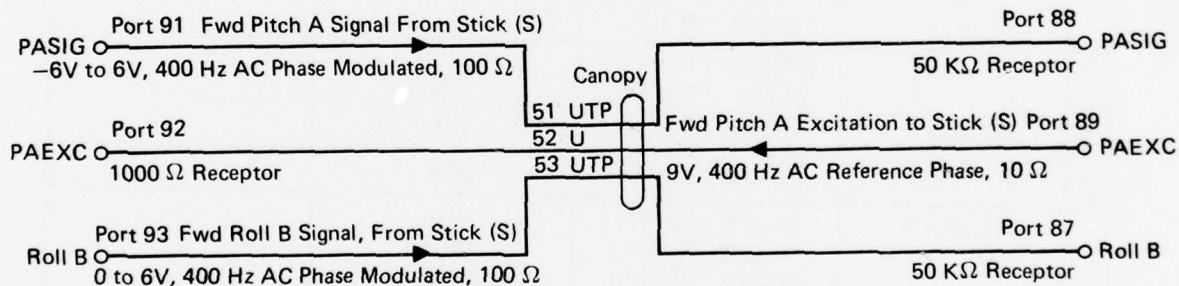 Port 91 Fwd Pitch A Signal From Stick (S)
PASIG
−6V to 6V, 400 Hz AC Phase Modulated, 100 Ω
Port 88
PASIG
50 KΩ Receptor
Canopy
51 UTP
52 U
53 UTP
Port 92
PAEXC
1000 Ω Receptor
Fwd Pitch A Excitation to Stick (S) Port 89
PAEXC
9V, 400 Hz AC Reference Phase, 10 Ω
Port 93 Fwd Roll B Signal, From Stick (S)
Roll B
0 to 6V, 400 Hz AC Phase Modulated, 100 Ω
Port 87
Roll B
50 KΩ Receptor